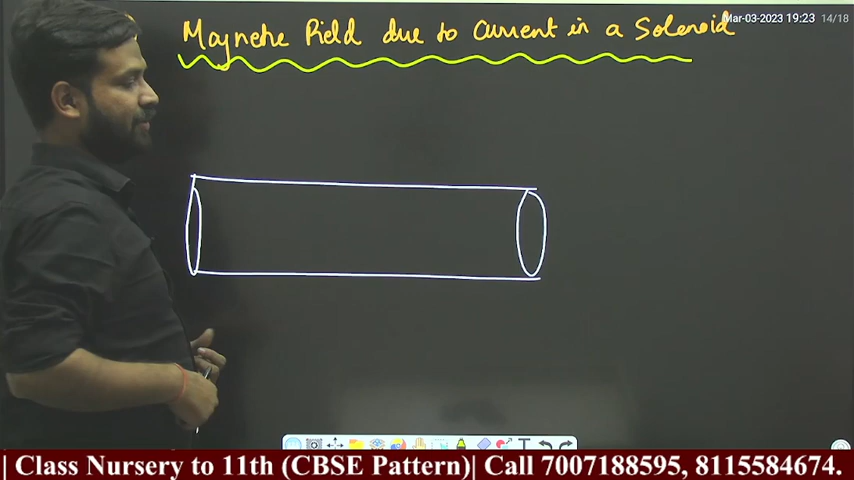 Magnetic Field due to Current in a Solenoid
Mar-03-2023 19:23 14/18
| Class Nursery to 11th (CBSE Pattern)| Call 7007188595, 8115584674.